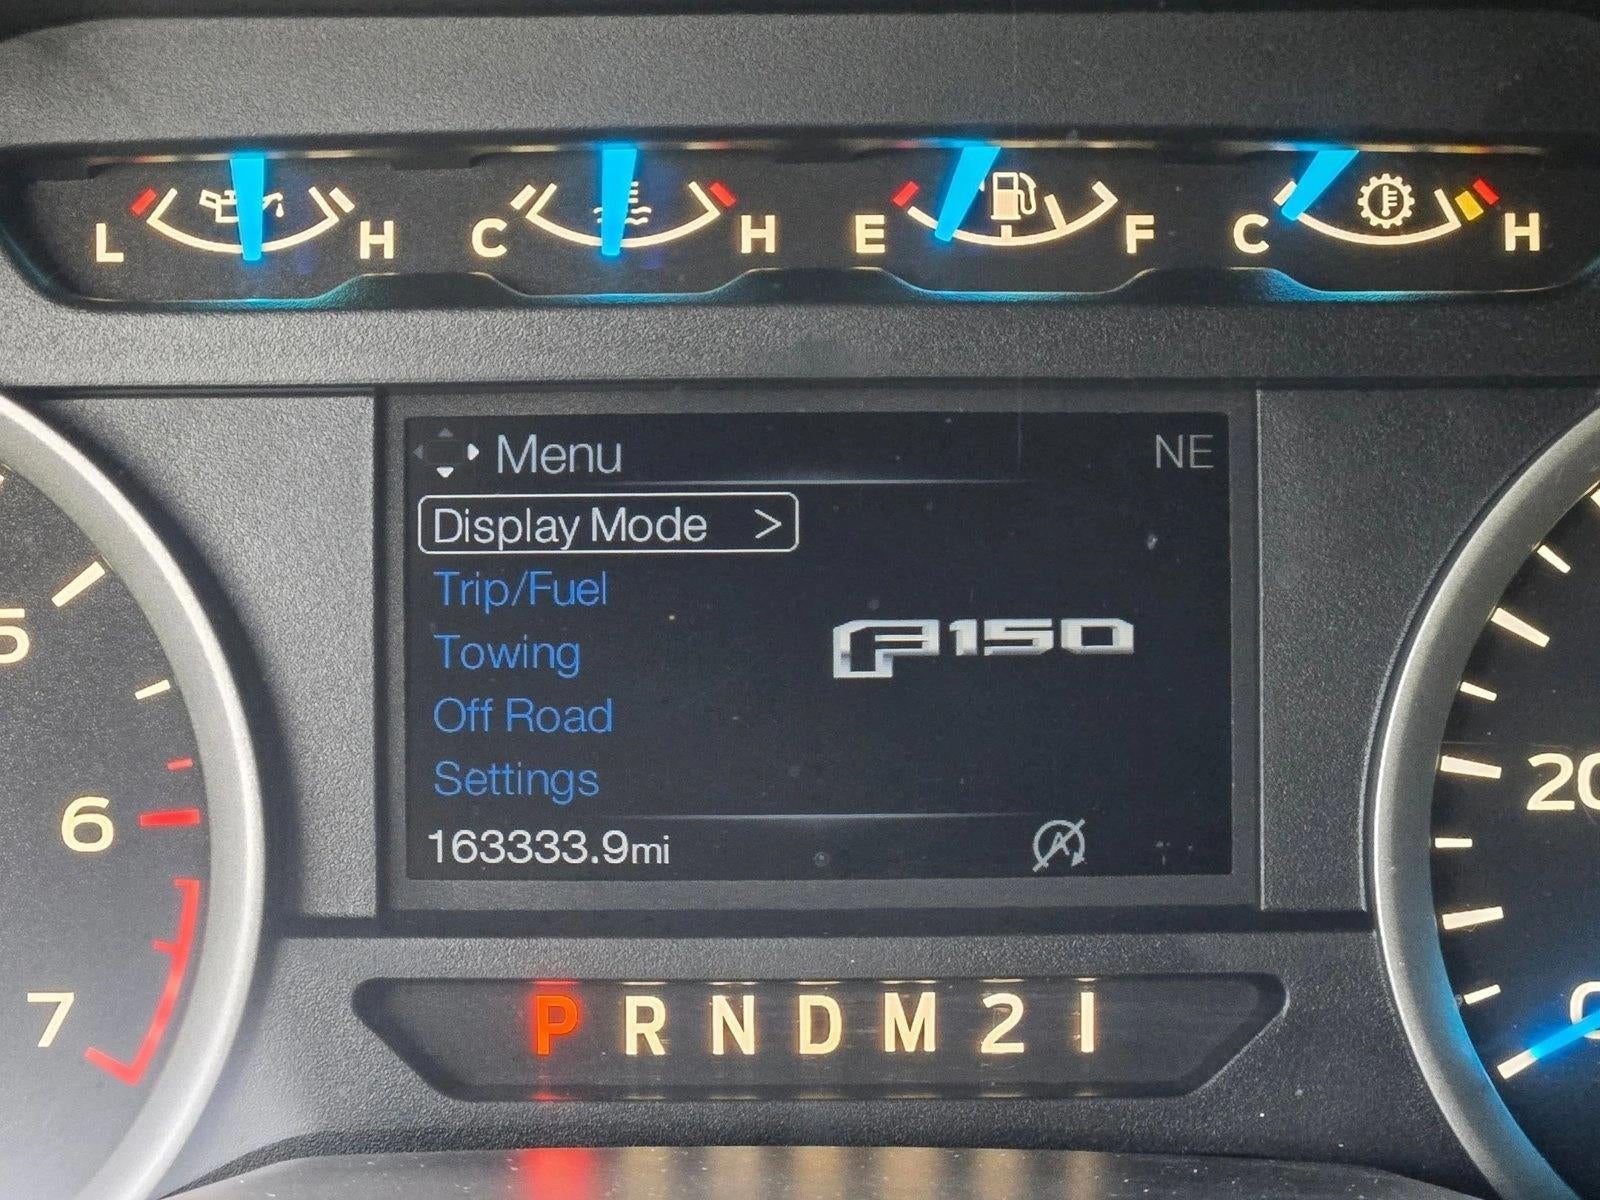 L H C H E F C H
Menu NE
Display Mode >
Trip/Fuel
F150
Towing
Off Road
Settings
163333.9mi
A
5
6
7
20
0
P R N D M 2 1